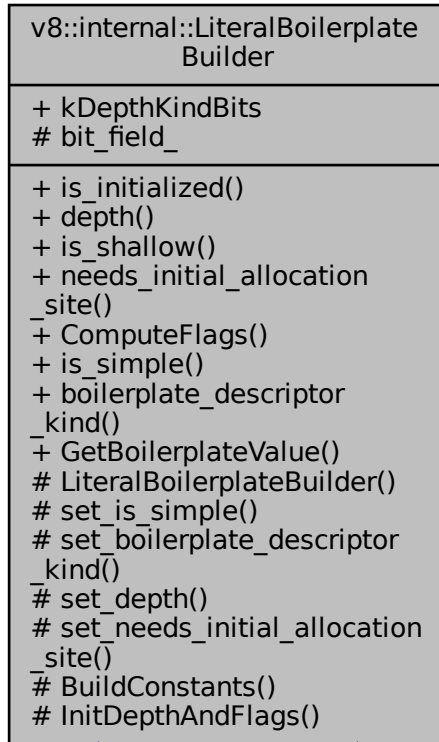 v8::internal::LiteralBoilerplate
Builder
+ kDepthKindBits
# bit_field_
+ is_initialized()
+ depth()
+ is_shallow()
+ needs_initial_allocation
_site()
+ ComputeFlags()
+ is_simple()
+ boilerplate_descriptor
_kind()
+ GetBoilerplateValue()
# LiteralBoilerplateBuilder()
# set_is_simple()
# set_boilerplate_descriptor
_kind()
# set_depth()
# set_needs_initial_allocation
_site()
# BuildConstants()
# InitDepthAndFlags()